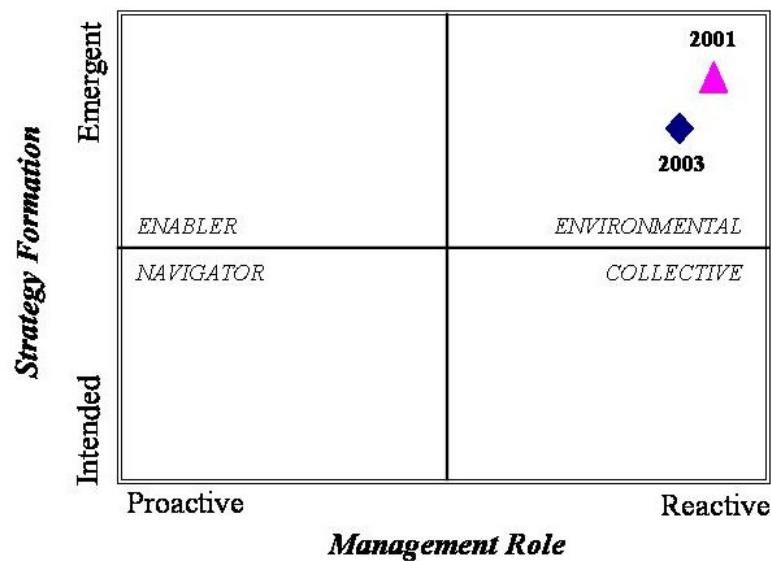 Emergent
2001
2003
Strategy Formation
ENABLER
ENVIRONMENTAL
NAVIGATOR
COLLECTIVE
Intended
Proactive
Reactive
Management Role